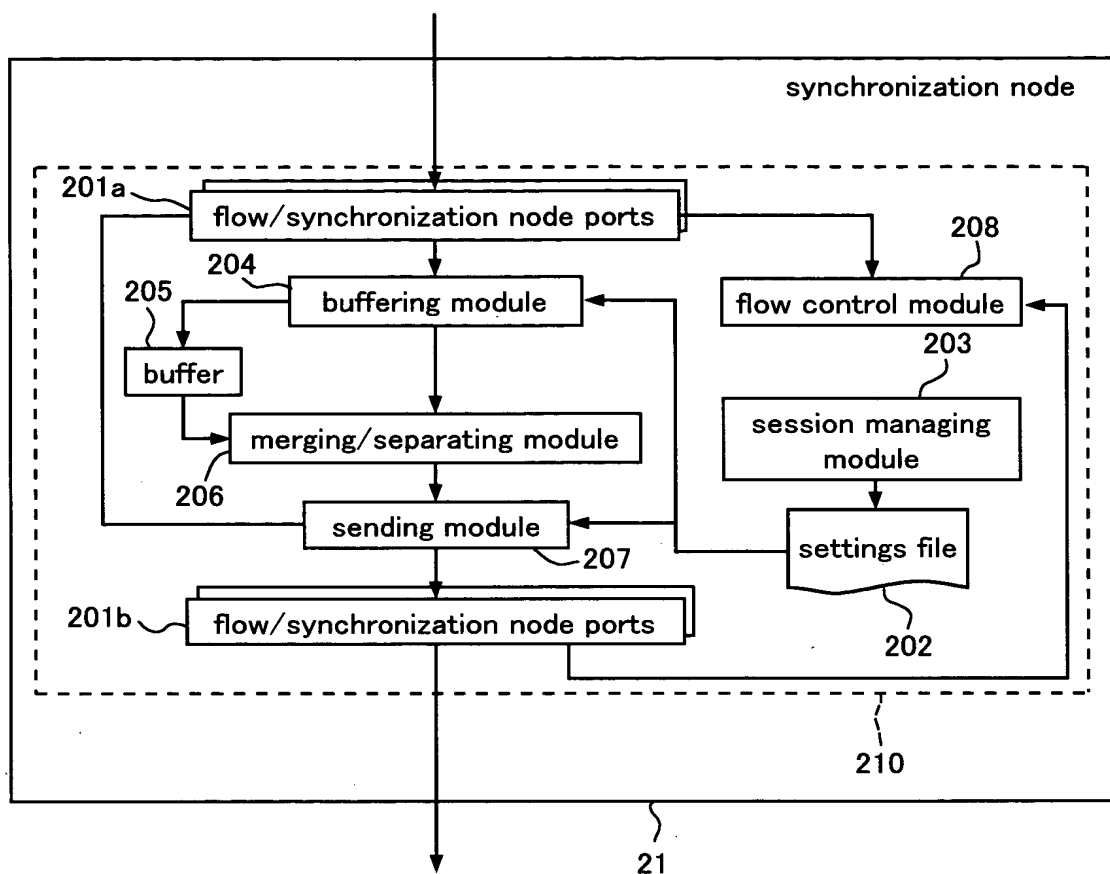 synchronization node
201a
flow/synchronization node ports
204
208
buffering module
flow control module
205
203
buffer
session managing
module
merging/separating module
206
sending module
settings file
207
201b
flow/synchronization node ports
202
210
21